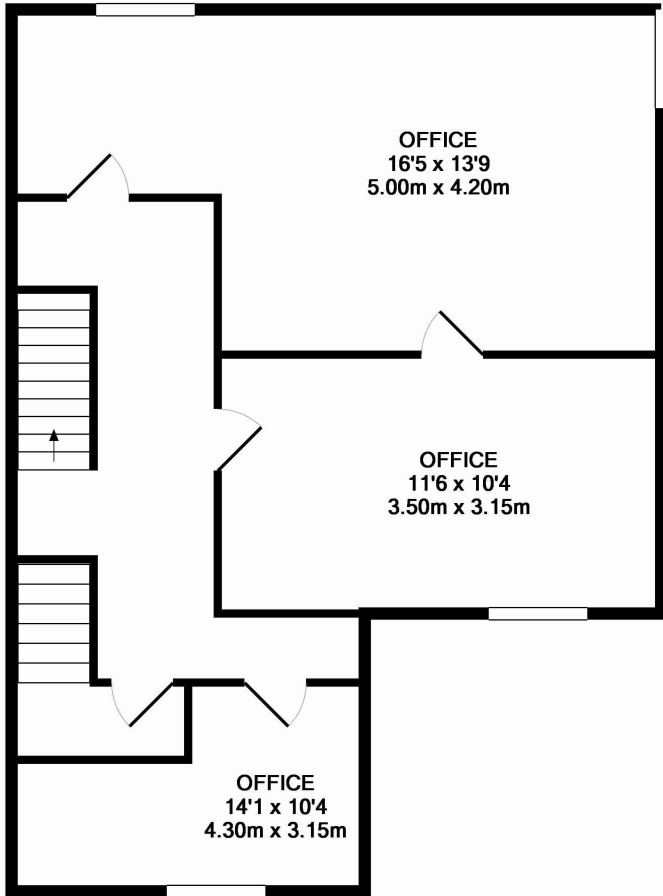 OFFICE
16'5 x 13'9
5.00m x 4.20m
OFFICE
11'6 x 10'4
3.50m x 3.15m
OFFICE
14'1 x 10'4
4.30m x 3.15m